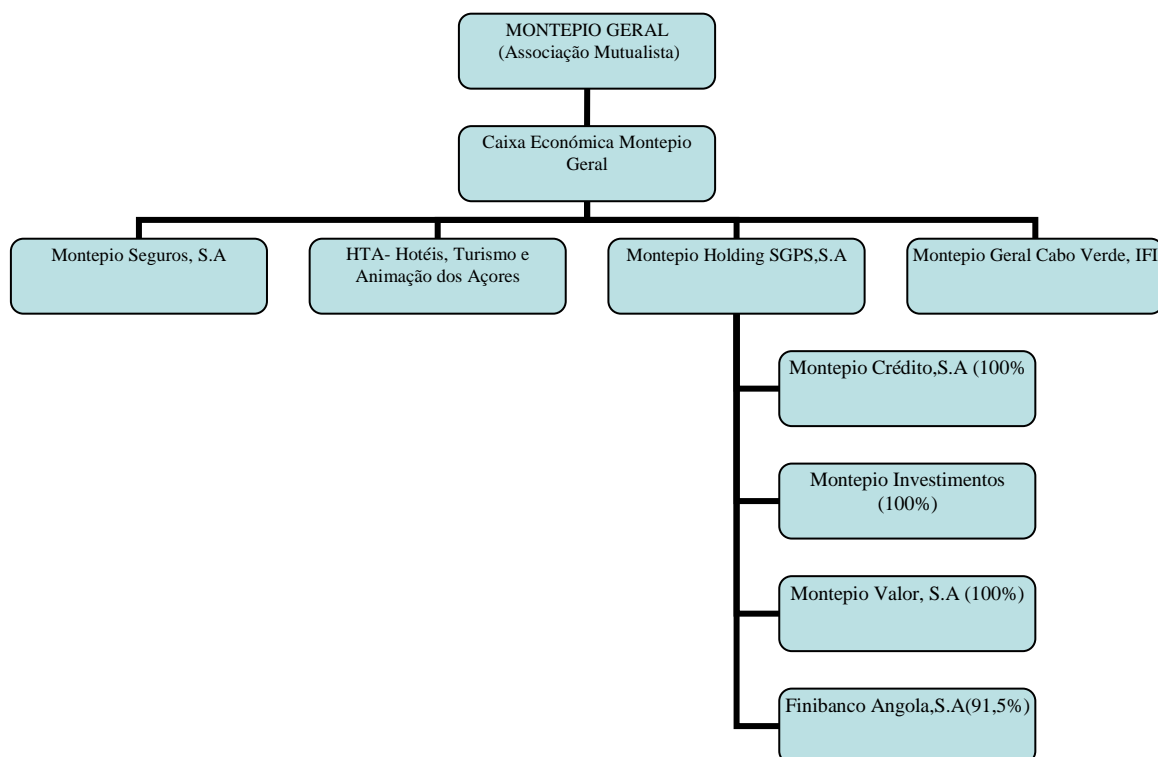 MONTEPIO GERAL
(Associação Mutualista)
Caixa Económica Montepio
Geral
Montepio Seguros, S.A
HTA- Hotéis, Turismo e
Animação dos Açores
Montepio Holding SGPS,S.A
Montepio Geral Cabo Verde, IFI
Montepio Crédito,S.A (100%
Montepio Investimentos
(100%)
Montepio Valor, S.A (100%)
Finibanco Angola,S.A(91,5%)